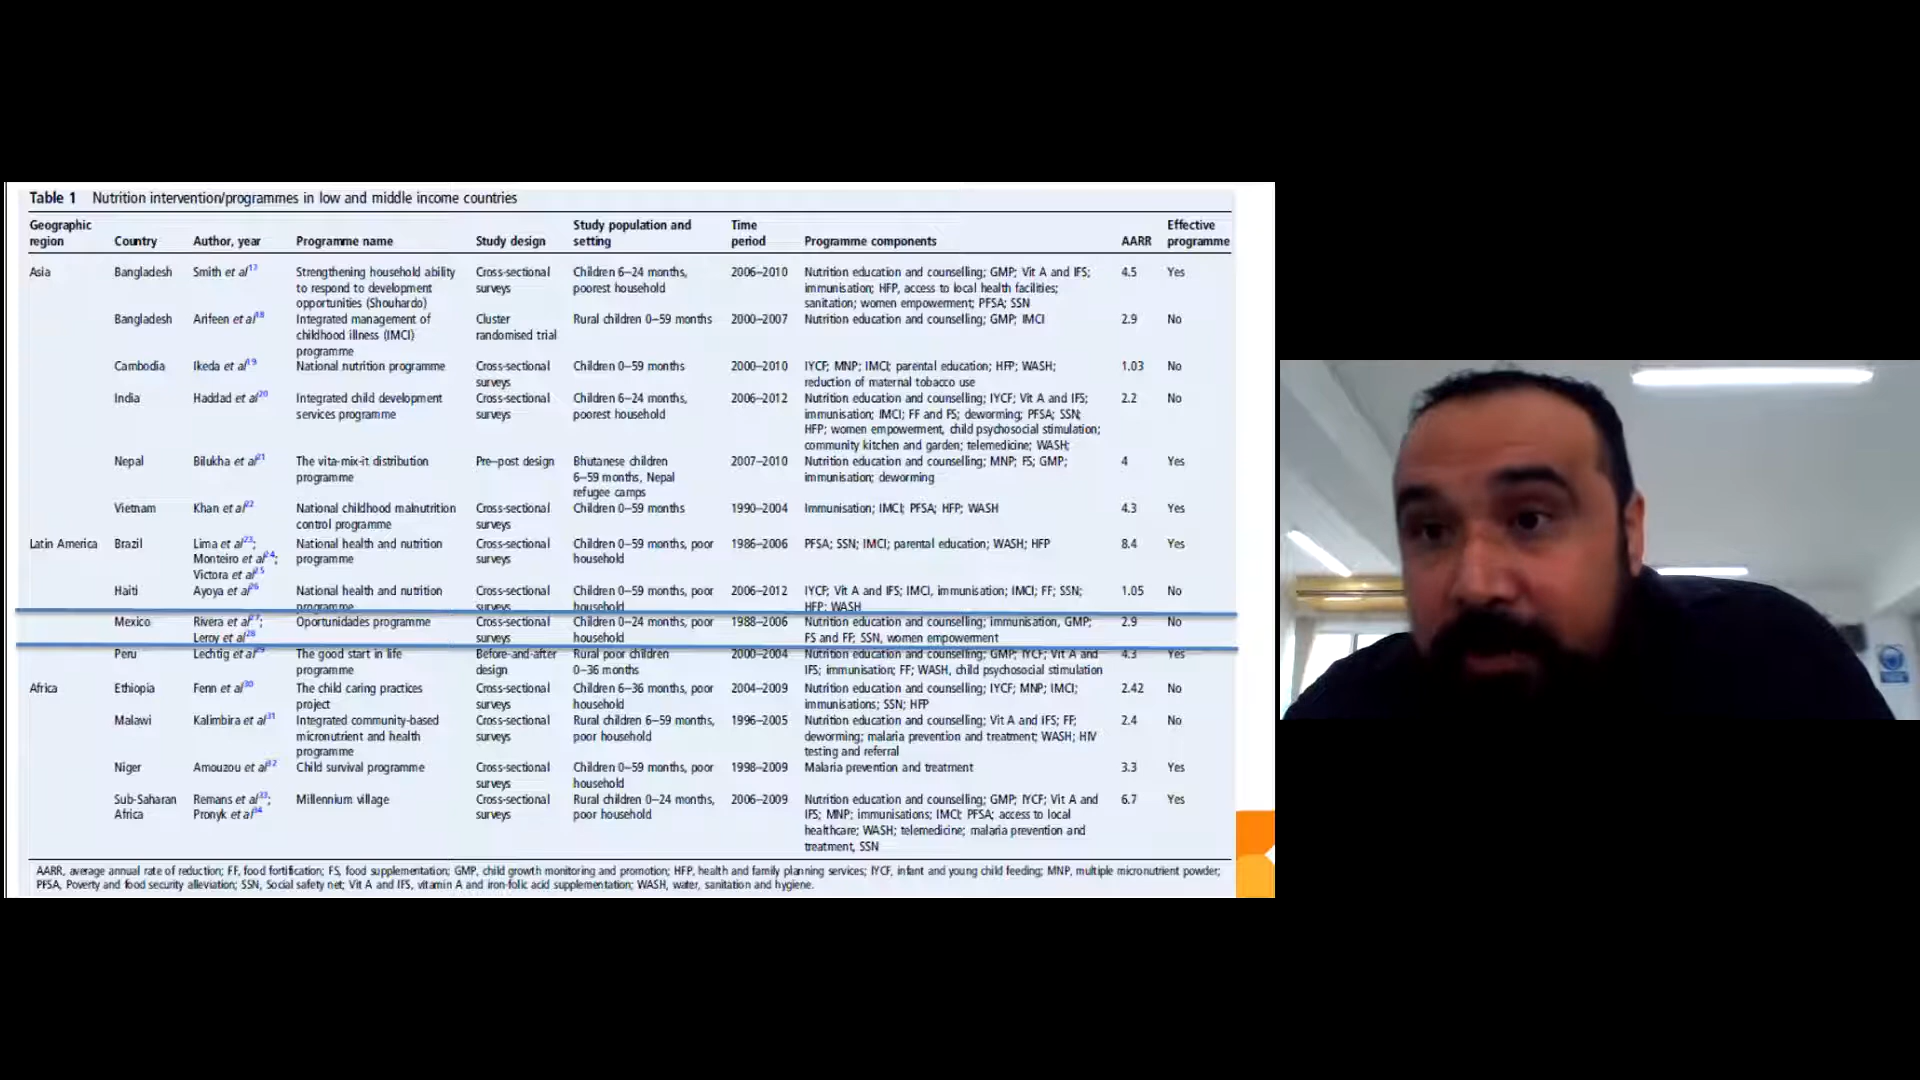 Table 1 Nutrition intervention/programmes in low and middle income countries
Geographic region Country Author, year Programme name Study design Study population and setting Time period Programme components AARR Effective programme
Asia Bangladesh Smith et al17 Strengthening household ability to respond to development opportunities (Shouhardo) Cross-sectional surveys Children 6–24 months, poorest household 2006–2010 Nutrition education and counselling; GMP; Vit A and IFS; immunisation; HFP, access to local health facilities; sanitation; women empowerment; PFSA; SSN 4.5 Yes
Bangladesh Arifeen et al18 Integrated management of childhood illness (IMCI) programme Cluster randomised trial Rural children 0–59 months 2000–2007 Nutrition education and counselling; GMP; IMCI 2.9 No
Cambodia Ikeda et al19 National nutrition programme Cross-sectional surveys Children 0–59 months 2000–2010 IYCF; MNP; IMCI; parental education; HFP; WASH; reduction of maternal tobacco use 1.03 No
India Haddad et al20 Integrated child development services programme Cross-sectional surveys Children 6–24 months, poorest household 2006–2012 Nutrition education and counselling; IYCF; Vit A and IFS; immunisation; IMCI; FF and FS; deworming; PFSA; SSN; HFP; women empowerment, child psychosocial stimulation; community kitchen and garden; telemedicine; WASH; 2.2 No
Nepal Bilukha et al21 The vita-mix-it distribution programme Pre–post design Bhutanese children 6–59 months, Nepal refugee camps 2007–2010 Nutrition education and counselling; MNP; FS; GMP; immunisation; deworming 4 Yes
Vietnam Khan et al22 National childhood malnutrition control programme Cross-sectional surveys Children 0–59 months 1990–2004 Immunisation; IMCI; PFSA; HFP; WASH 4.3 Yes
Latin America Brazil Lima et al23; Monteiro et al24; Victora et al25 National health and nutrition programme Cross-sectional surveys Children 0–59 months, poor household 1986–2006 PFSA; SSN; IMCI; parental education; WASH; HFP 8.4 Yes
Haiti Ayoya et al26 National health and nutrition programme Cross-sectional surveys Children 0–59 months, poor household 2006–2012 IYCF; Vit A and IFS; IMCI, immunisation; IMCI; FF; SSN; HFP; WASH 1.05 No
Mexico Rivera et al27; Leroy et al28 Oportunidades programme Cross-sectional surveys Children 0–24 months, poor household 1988–2006 Nutrition education and counselling; immunisation, GMP; FS and FF; SSN, women empowerment 2.9 No
Peru Lechtig et al29 The good start in life programme Before-and-after design Rural poor children 0–36 months 2000–2004 Nutrition education and counselling; GMP; IYCF; Vit A and IFS; immunisation; FF; WASH, child psychosocial stimulation 4.3 Yes
Africa Ethiopia Fenn et al30 The child caring practices project Cross-sectional surveys Children 6–36 months, poor household 2004–2009 Nutrition education and counselling; IYCF; MNP; IMCI; immunisations; SSN; HFP 2.42 No
Malawi Kalimbira et al31 Integrated community-based micronutrient and health programme Cross-sectional surveys Rural children 6–59 months, poor household 1996–2005 Nutrition education and counselling; Vit A and IFS; FF; deworming; malaria prevention and treatment; WASH; HIV testing and referral 2.4 No
Niger Amouzou et al32 Child survival programme Cross-sectional surveys Children 0–59 months, poor household 1998–2009 Malaria prevention and treatment 3.3 Yes
Sub-Saharan Africa Remans et al33; Pronyk et al34 Millennium village Cross-sectional surveys Rural children 0–24 months, poor household 2006–2009 Nutrition education and counselling; GMP; IYCF; Vit A and IFS; MNP; immunisations; IMCI; PFSA; access to local healthcare; WASH; telemedicine; malaria prevention and treatment, SSN 6.7 Yes
AARR, average annual rate of reduction; FF, food fortification; FS, food supplementation; GMP, child growth monitoring and promotion; HFP, health and family planning services; IYCF, infant and young child feeding; MNP, multiple micronutrient powder;
PFSA, Poverty and food security alleviation; SSN, Social safety net; Vit A and IFS, vitamin A and iron-folic acid supplementation; WASH, water, sanitation and hygiene.